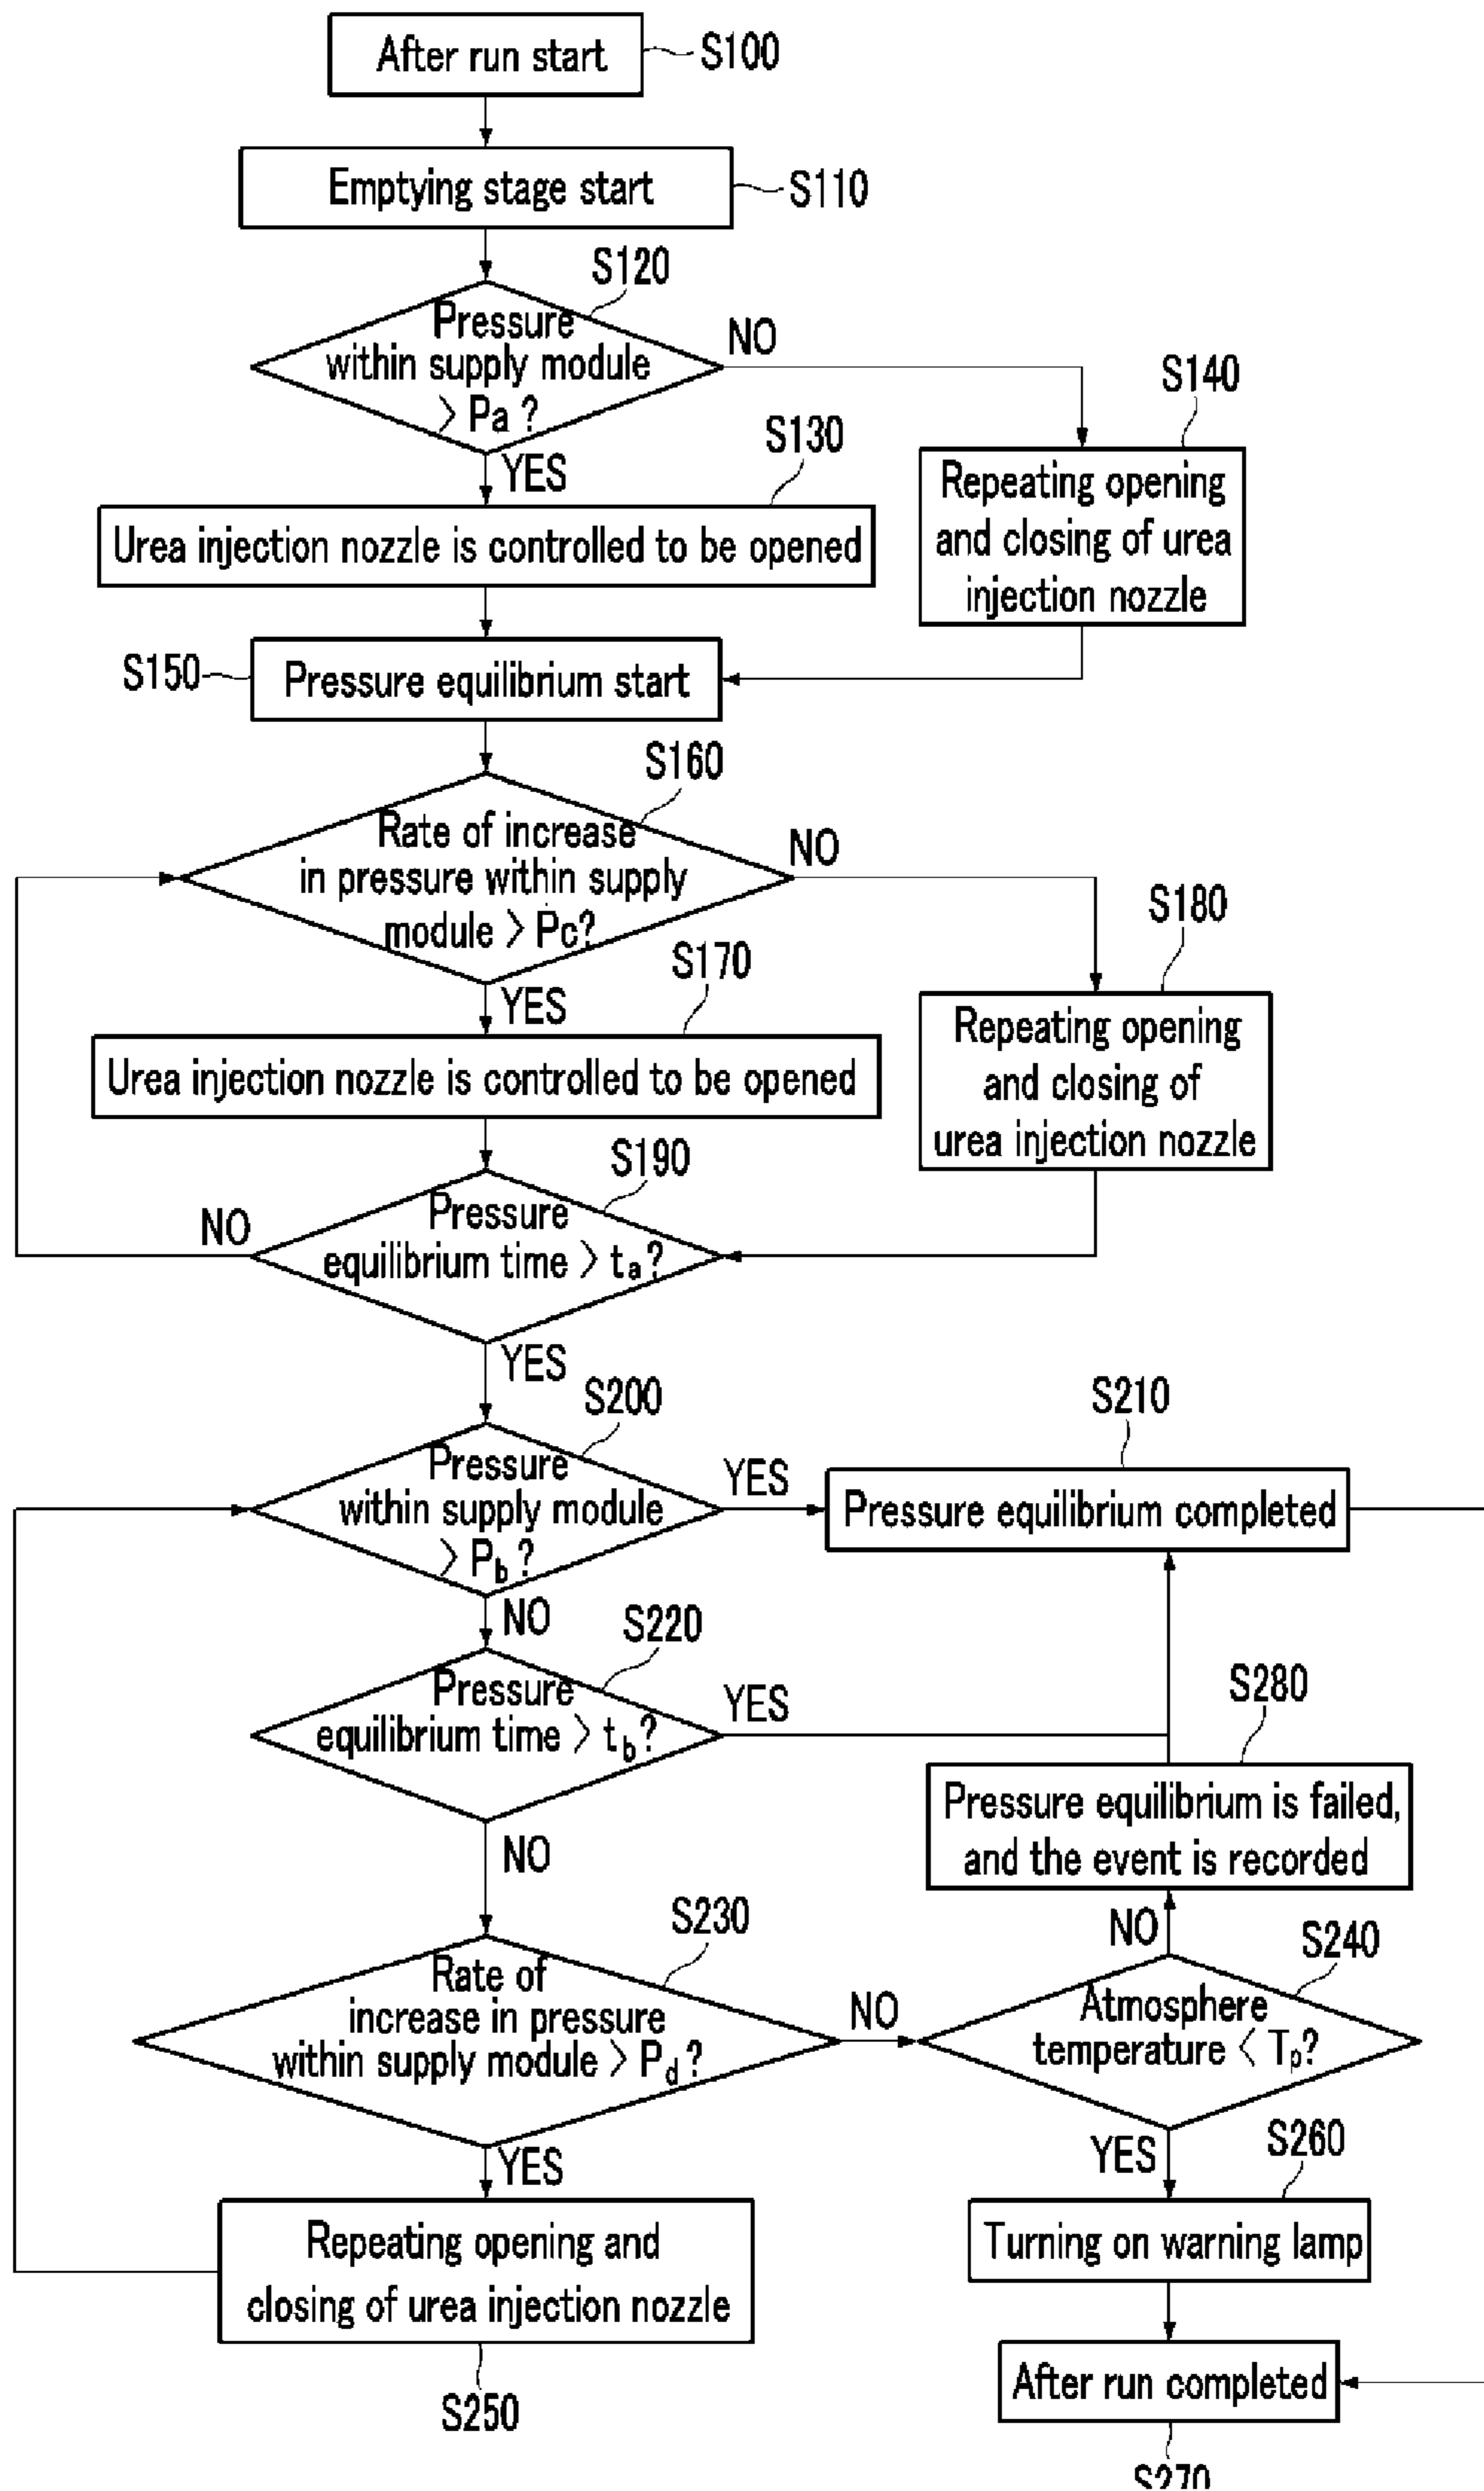 After run start
S100
Emptying stage start
S110
S120
Pressure
within supply module
> Pa ?
NO
YES
S130
S140
Urea injection nozzle is controlled to be opened
Repeating opening
and closing of urea
injection nozzle
S150
Pressure equilibrium start
S160
Rate of increase
in pressure within supply
module > Pc?
NO
YES
S170
S180
Urea injection nozzle is controlled to be opened
Repeating opening
and closing of
urea injection nozzle
S190
Pressure
equilibrium time > ta?
NO
YES
S200
Pressure
within supply module
> Pb ?
YES
NO
S210
Pressure equilibrium completed
S220
Pressure
equilibrium time > tb?
YES
NO
S280
Pressure equilibrium is failed,
and the event is recorded
S230
Rate of
increase in pressure
within supply module > Pd ?
NO
YES
NO
S240
Atmosphere
temperature < Tp?
YES
S260
Turning on warning lamp
Repeating opening and
closing of urea injection nozzle
S250
After run completed
S270